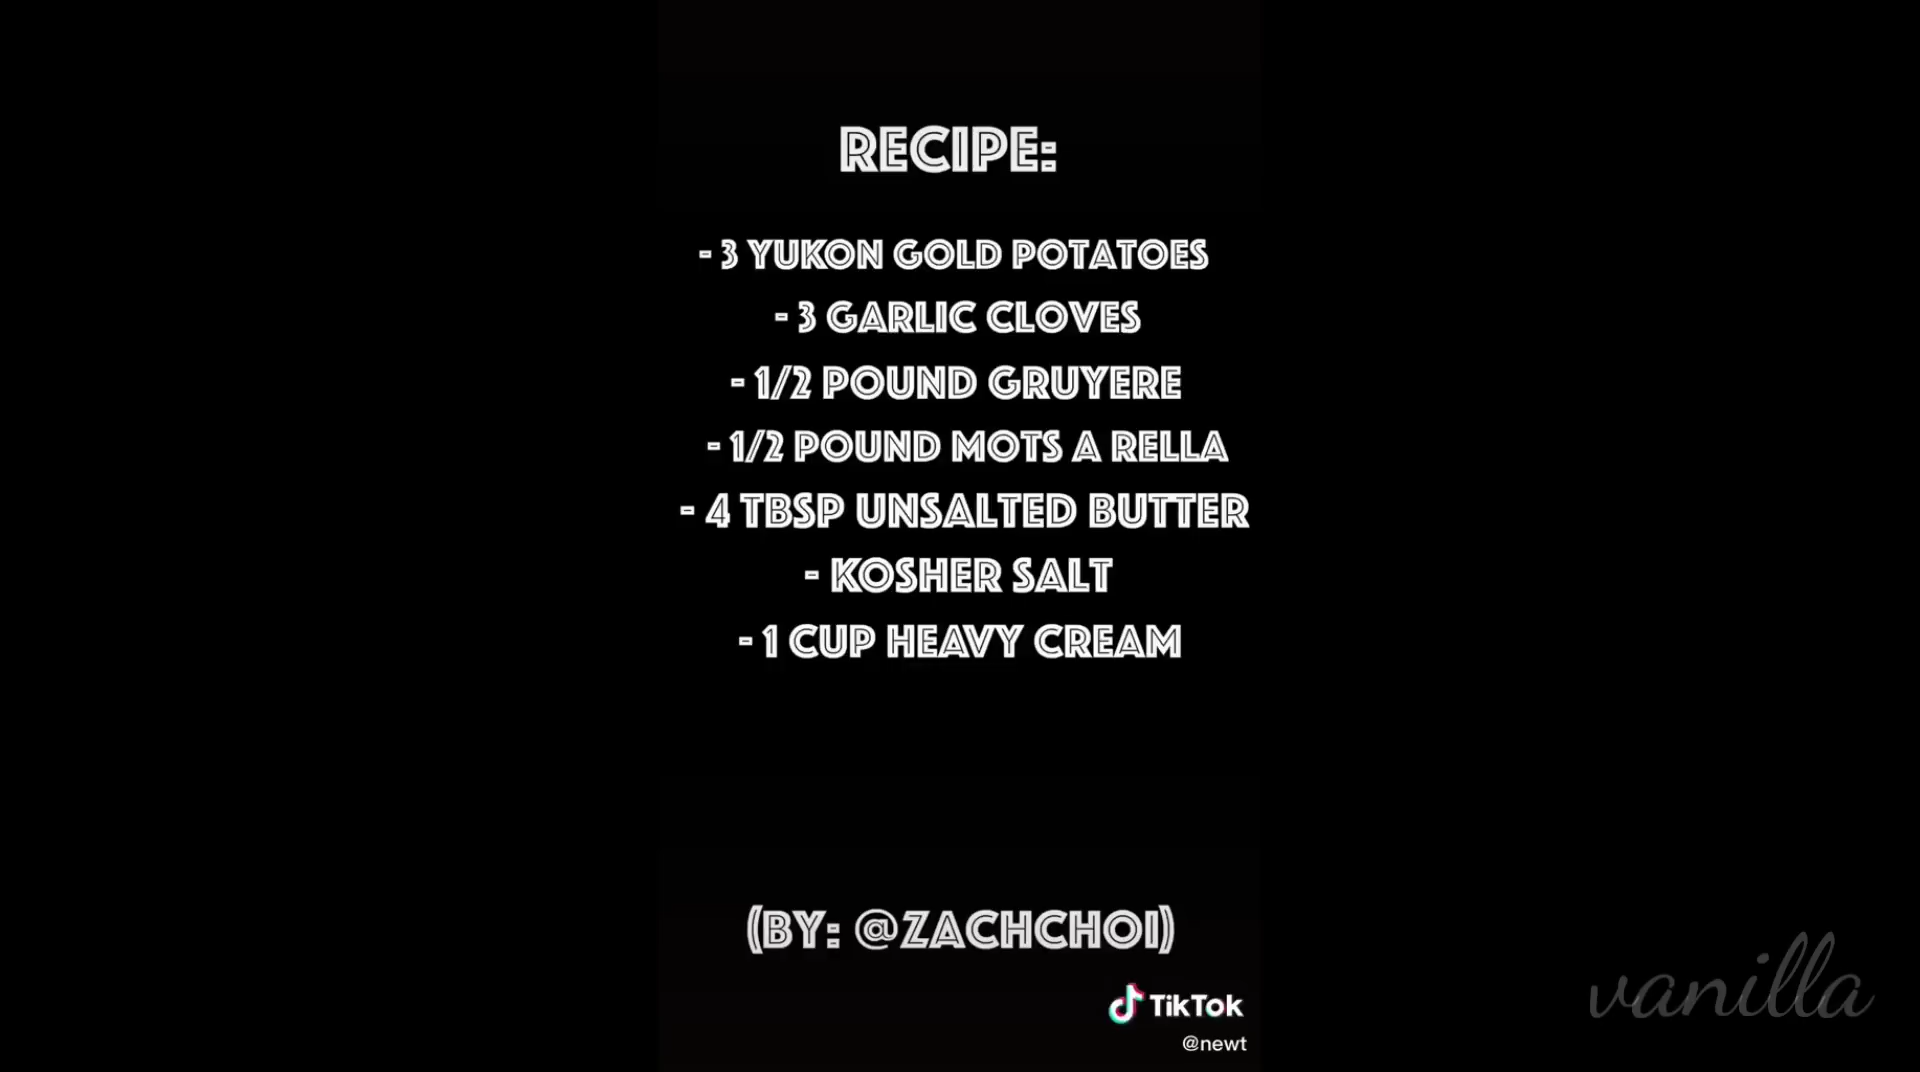 RECIPE:
- 3 YUKON GOLD POTATOES
- 3 GARLIC CLOVES
- 1/2 POUND GRUYERE
- 1/2 POUND MOTS A RELLA
- 4 TBSP UNSALTED BUTTER
- KOSHER SALT
- 1 CUP HEAVY CREAM
(BY: @ZACHCHOI)
TikTok
@newt
vanilla